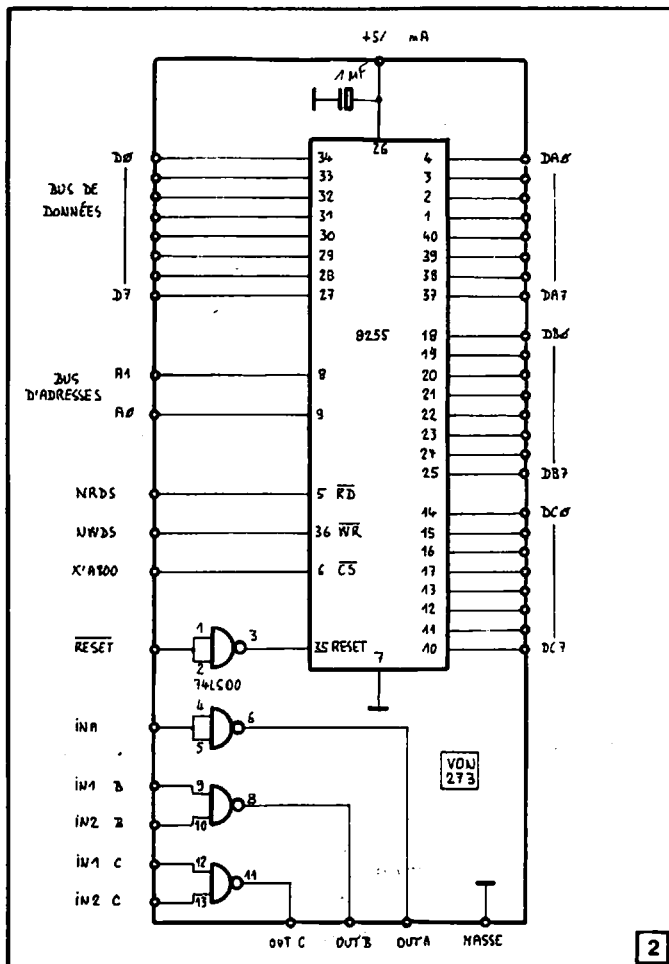 +5/ mA
1 µF
26
DØ 34 4 DAØ
33 3
BUS DE
DONNÉES
32 2
31 1
30 40
29 39
28 38
D7 27 37 DA7
8255
18 DBØ
19
BUS
D'ADRESSES
A1 8 20
21
AØ 9 22
23
24
25 DB7
NRDS 5 RD
14 DCØ
NWDS 36 WR 15
16
X'A800 6 CS 17
13
12
11
RESET 1 2 3 35 RESET 10 DC7
74LS00
7
INA 4 5 6
VON
273
IN1 B 9 8
IN2 B 10
IN1 C 12 11
IN2 C 13
OUT C OUT B OUT A MASSE
2